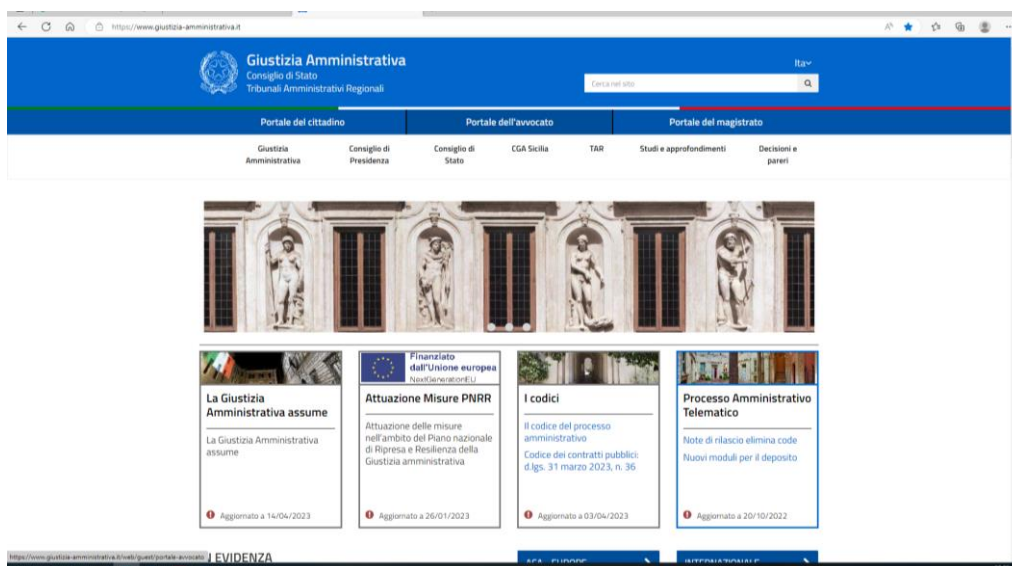 https://www.giustizia-amministrativa.it
Giustizia Amministrativa
Consiglio di Stato
Tribunali Amministrativi Regionali
Ita
Cerca nel sito
Portale del cittadino
Portale dell'avvocato
Portale del magistrato
Giustizia
Amministrativa
Consiglio di
Presidenza
Consiglio di
Stato
CGA Sicilia
TAR
Studi e approfondimenti
Decisioni e
pareri
La Giustizia
Amministrativa assume
La Giustizia Amministrativa
assume
Aggiornato a 14/04/2023
Finanziato
dall'Unione europea
NextGenerationEU
Attuazione Misure PNRR
Attuazione delle misure
nell'ambito del Piano nazionale
di Ripresa e Resilienza della
Giustizia amministrativa
Aggiornato a 26/01/2023
I codici
Il codice del processo
amministrativo
Codice dei contratti pubblici:
d.lgs. 31 marzo 2023, n. 36
Aggiornato a 03/04/2023
Processo Amministrativo
Telematico
Note di rilascio elimina code
Nuovi moduli per il deposito
Aggiornato a 20/10/2022
https://www.giustizia-amministrativa.it/web/guest/portale-avvocato
N EVIDENZA
ACA - EUROPE
INTERNAZIONALE